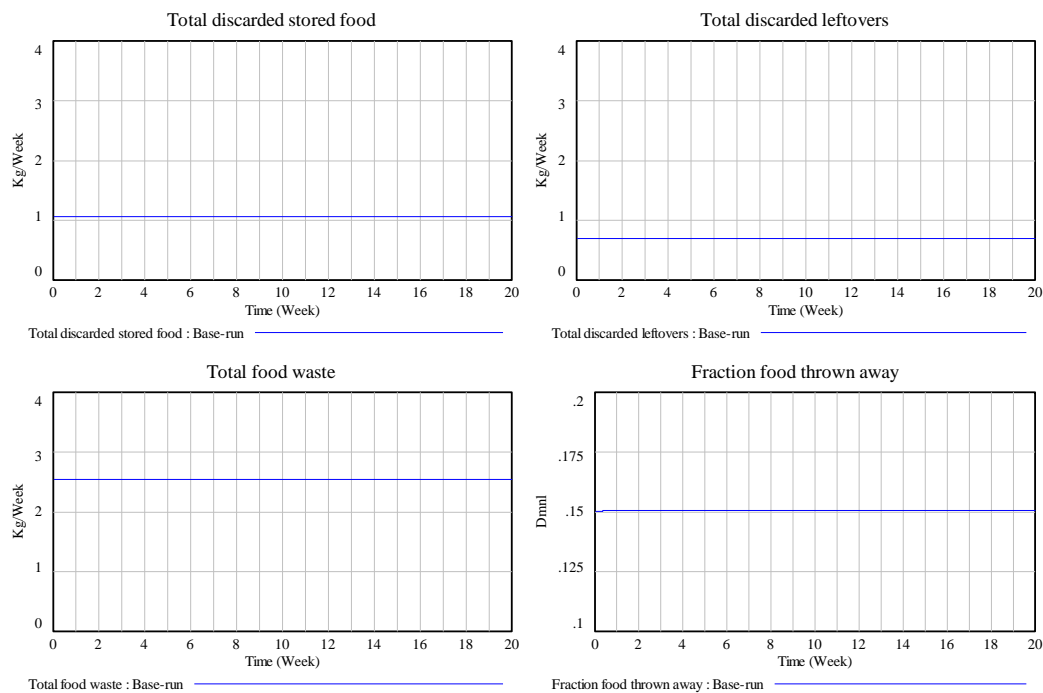 Total discarded stored food
4
3
2
1
0
Kg/Week
0 2 4 6 8 10 12 14 16 18 20
Time (Week)
Total discarded stored food : Base-run
Total discarded leftovers
4
3
2
1
0
Kg/Week
0 2 4 6 8 10 12 14 16 18 20
Time (Week)
Total discarded leftovers : Base-run
Total food waste
4
3
2
1
0
Kg/Week
0 2 4 6 8 10 12 14 16 18 20
Time (Week)
Total food waste : Base-run
Fraction food thrown away
.2
.175
.15
.125
.1
Dmnl
0 2 4 6 8 10 12 14 16 18 20
Time (Week)
Fraction food thrown away : Base-run